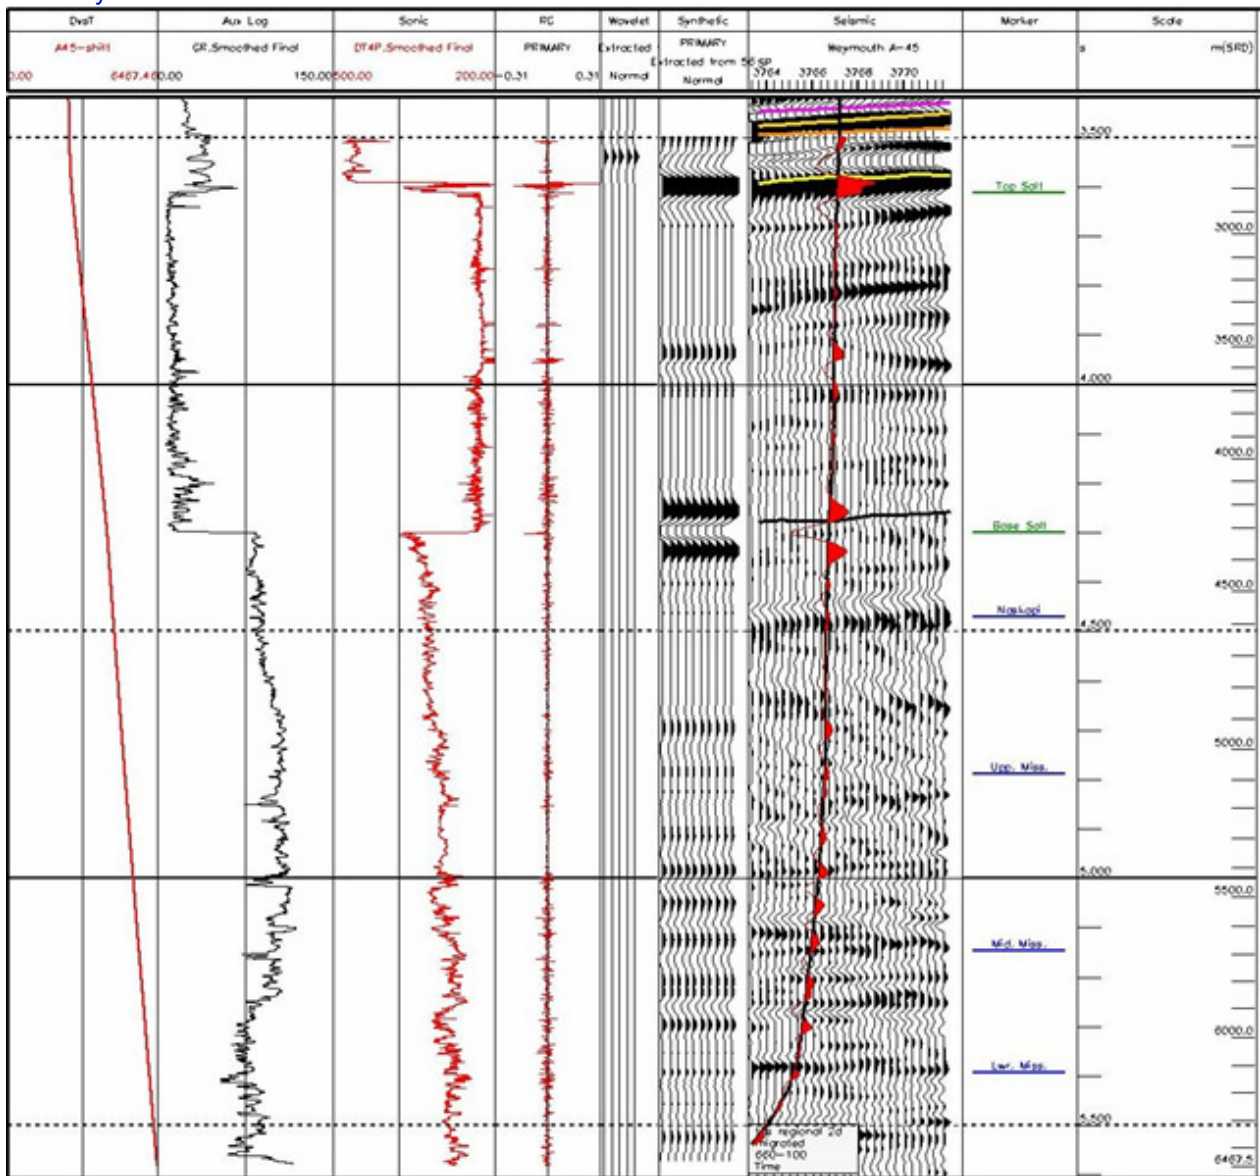 DvsT Aux Log Sonic RC Wavelet Synthetic Seismic Marker Scale
A45-shift GR.Smoothed Final DT4P.Smoothed Final PRIMARY Extracted PRIMARY Weymouth A-45 s m(SRD)
Extracted from 56 SP
0.00 6467.46 0.00 150.00 500.00 200.00 -0.31 0.31 Normal Normal 3764 3766 3768 3770
3,500
Top Salt
3000.0
3500.0
4,000
4000.0
Base Salt
4500.0
Naskapi
4,500
5000.0
Upp. Miss.
5,000
5500.0
Mid. Miss.
6000.0
Lwr. Miss.
5,500
regional 2d
migrated
660-100
Time
6467.5